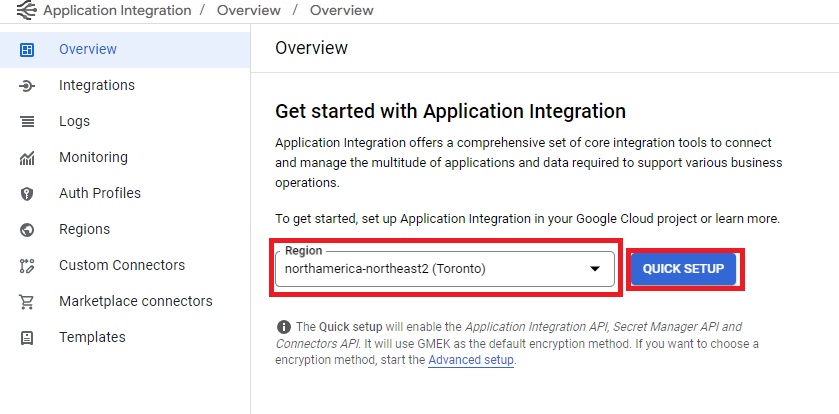 Application Integration / Overview / Overview
Overview
Integrations
Logs
Monitoring
Auth Profiles
Regions
Custom Connectors
Marketplace connectors
Templates
Overview
Get started with Application Integration
Application Integration offers a comprehensive set of core integration tools to connect
and manage the multitude of applications and data required to support various business
operations.
To get started, set up Application Integration in your Google Cloud project or learn more.
Region
northamerica-northeast2 (Toronto)
QUICK SETUP
The Quick setup will enable the Application Integration API, Secret Manager API and
Connectors API. It will use GMEK as the default encryption method. If you want to choose a
encryption method, start the Advanced setup.